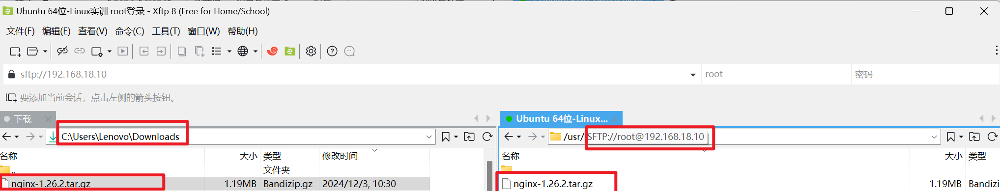 Ubuntu 64位-Linux实训 root登录 - Xftp 8 (Free for Home/School)
文件(F) 编辑(E) 查看(V) 命令(C) 工具(T) 窗口(W) 帮助(H)
sftp://192.168.18.10 root 密码
要添加当前会话，点击左侧的箭头按钮。
下载 Ubuntu 64位-Linux...
C:\Users\Lenovo\Downloads /usr/ SFTP://root@192.168.18.10
名称 大小 类型 修改时间 名称 大小 类型
.. 文件夹
nginx-1.26.2.tar.gz 1.19MB Bandizip.gz 2024/12/3, 10:30 nginx-1.26.2.tar.gz 1.19MB Bandizi